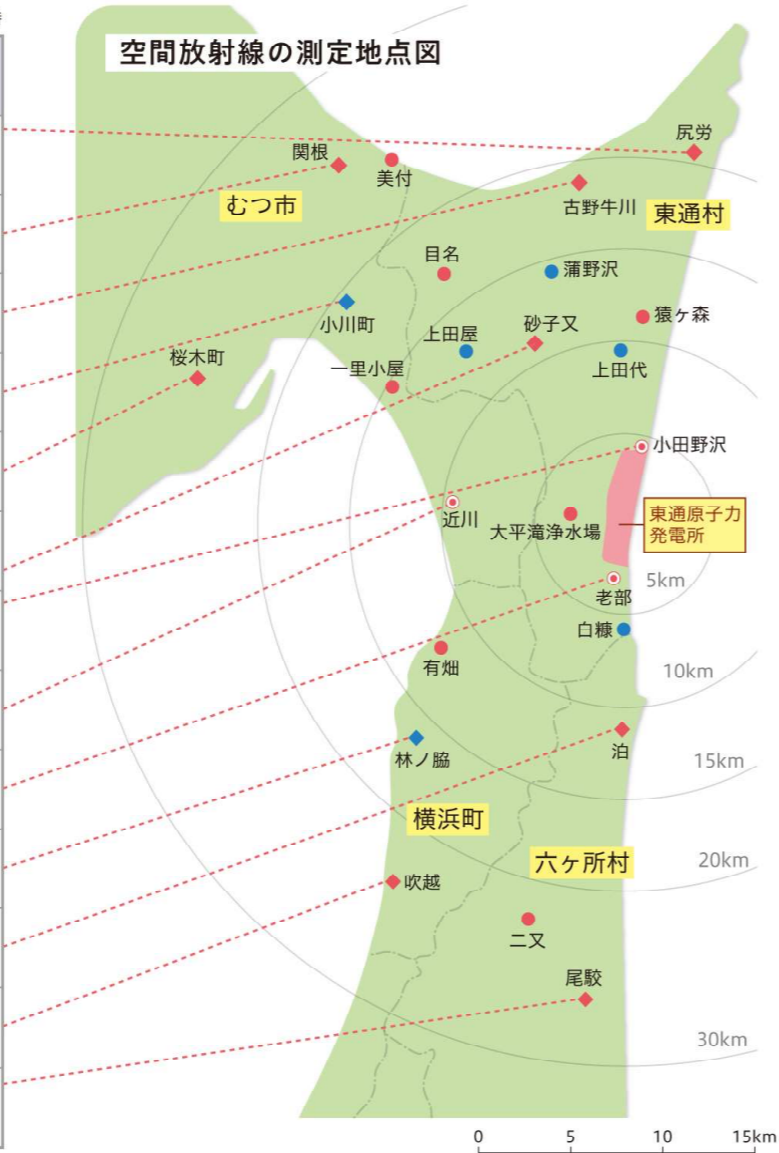 空間放射線の測定地点図
尻労
関根
美付
むつ市
古野牛川
東通村
目名
蒲野沢
小川町
上田屋
砂子又
猿ヶ森
桜木町
一里小屋
上田代
小田野沢
近川
大平滝浄水場
東通原子力
発電所
5km
老部
白糠
有畑
10km
林ノ脇
泊
15km
横浜町
六ヶ所村
20km
吹越
二又
尾駮
30km
0 5 10 15km